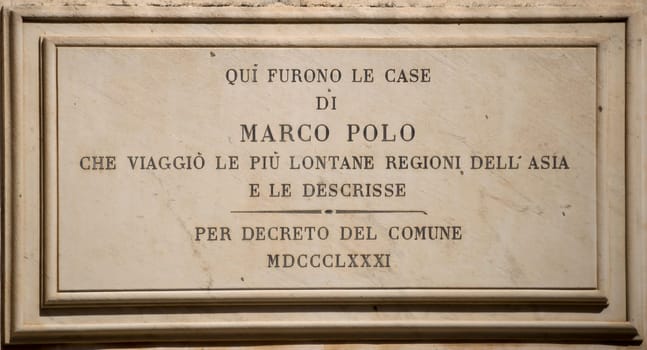 QUÌ FURONO LE CASE
DI
MARCO POLO
CHE VIAGGIÒ LE PIÙ LONTANE REGIONI DELL'ASIA
E LE DESCRISSE
PER DECRETO DEL COMUNE
MDCCCLXXXI